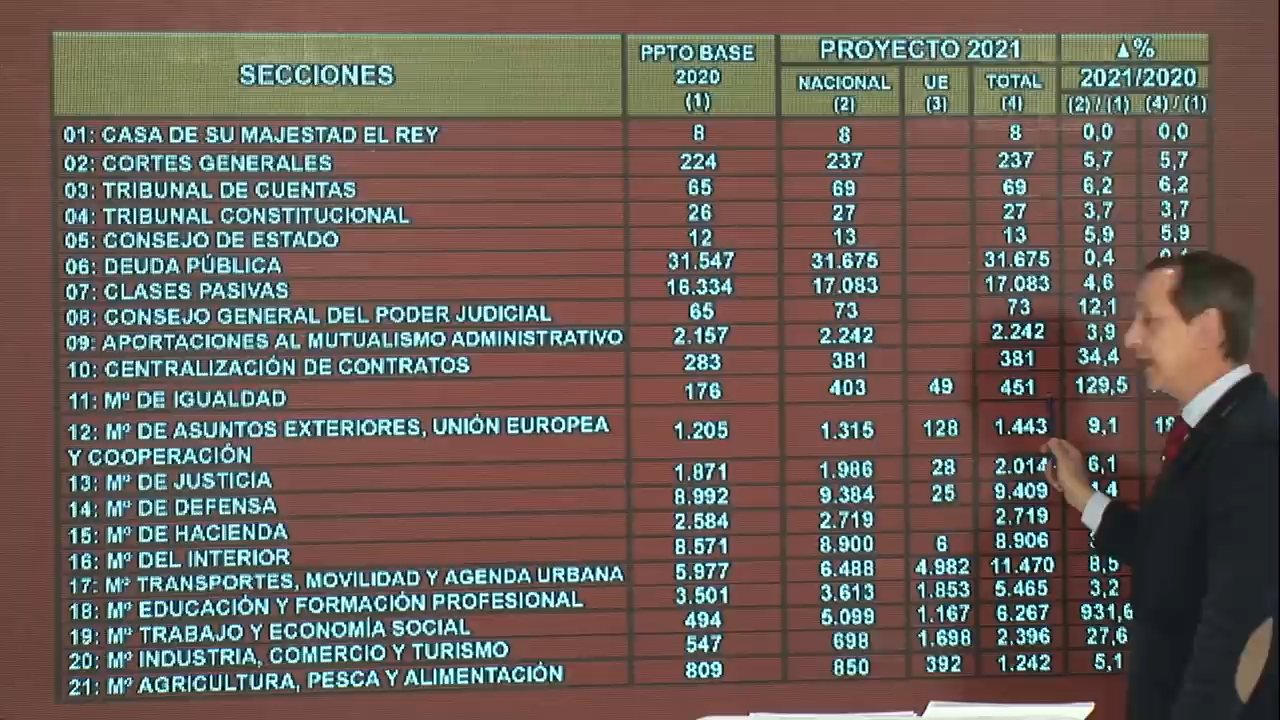 SECCIONES PPTO BASE 2020 (1) PROYECTO 2021 ▲% 2021/2020
NACIONAL (2) UE (3) TOTAL (4) (2) / (1) (4) / (1)
01: CASA DE SU MAJESTAD EL REY 8 8 8 0,0 0,0
02: CORTES GENERALES 224 237 237 5,7 5,7
03: TRIBUNAL DE CUENTAS 65 69 69 6,2 6,2
04: TRIBUNAL CONSTITUCIONAL 26 27 27 3,7 3,7
05: CONSEJO DE ESTADO 12 13 13 5,9 5,9
06: DEUDA PÚBLICA 31.547 31.675 31.675 0,4
07: CLASES PASIVAS 16.334 17.083 17.083 4,6
08: CONSEJO GENERAL DEL PODER JUDICIAL 65 73 73 12,1
09: APORTACIONES AL MUTUALISMO ADMINISTRATIVO 2.157 2.242 2.242 3,9
10: CENTRALIZACIÓN DE CONTRATOS 283 381 381 34,4
11: Mº DE IGUALDAD 176 403 49 451 129,5
12: Mº DE ASUNTOS EXTERIORES, UNIÓN EUROPEA 1.205 1.315 128 1.443 9,1
Y COOPERACIÓN
13: Mº DE JUSTICIA 1.871 1.986 28 2.014 6,1
14: Mº DE DEFENSA 8.992 9.384 25 9.409
15: Mº DE HACIENDA 2.584 2.719 2.719
16: Mº DEL INTERIOR 8.571 8.900 6 8.906
17: Mº TRANSPORTES, MOVILIDAD Y AGENDA URBANA 5.977 6.488 4.982 11.470 8,5
18: Mº EDUCACIÓN Y FORMACIÓN PROFESIONAL 3.501 3.613 1.853 5.465 3,2
19: Mº TRABAJO Y ECONOMÍA SOCIAL 494 5.099 1.167 6.267 931,6
20: Mº INDUSTRIA, COMERCIO Y TURISMO 547 698 1.698 2.396 27,6
21: Mº AGRICULTURA, PESCA Y ALIMENTACIÓN 809 850 392 1.242 5,1